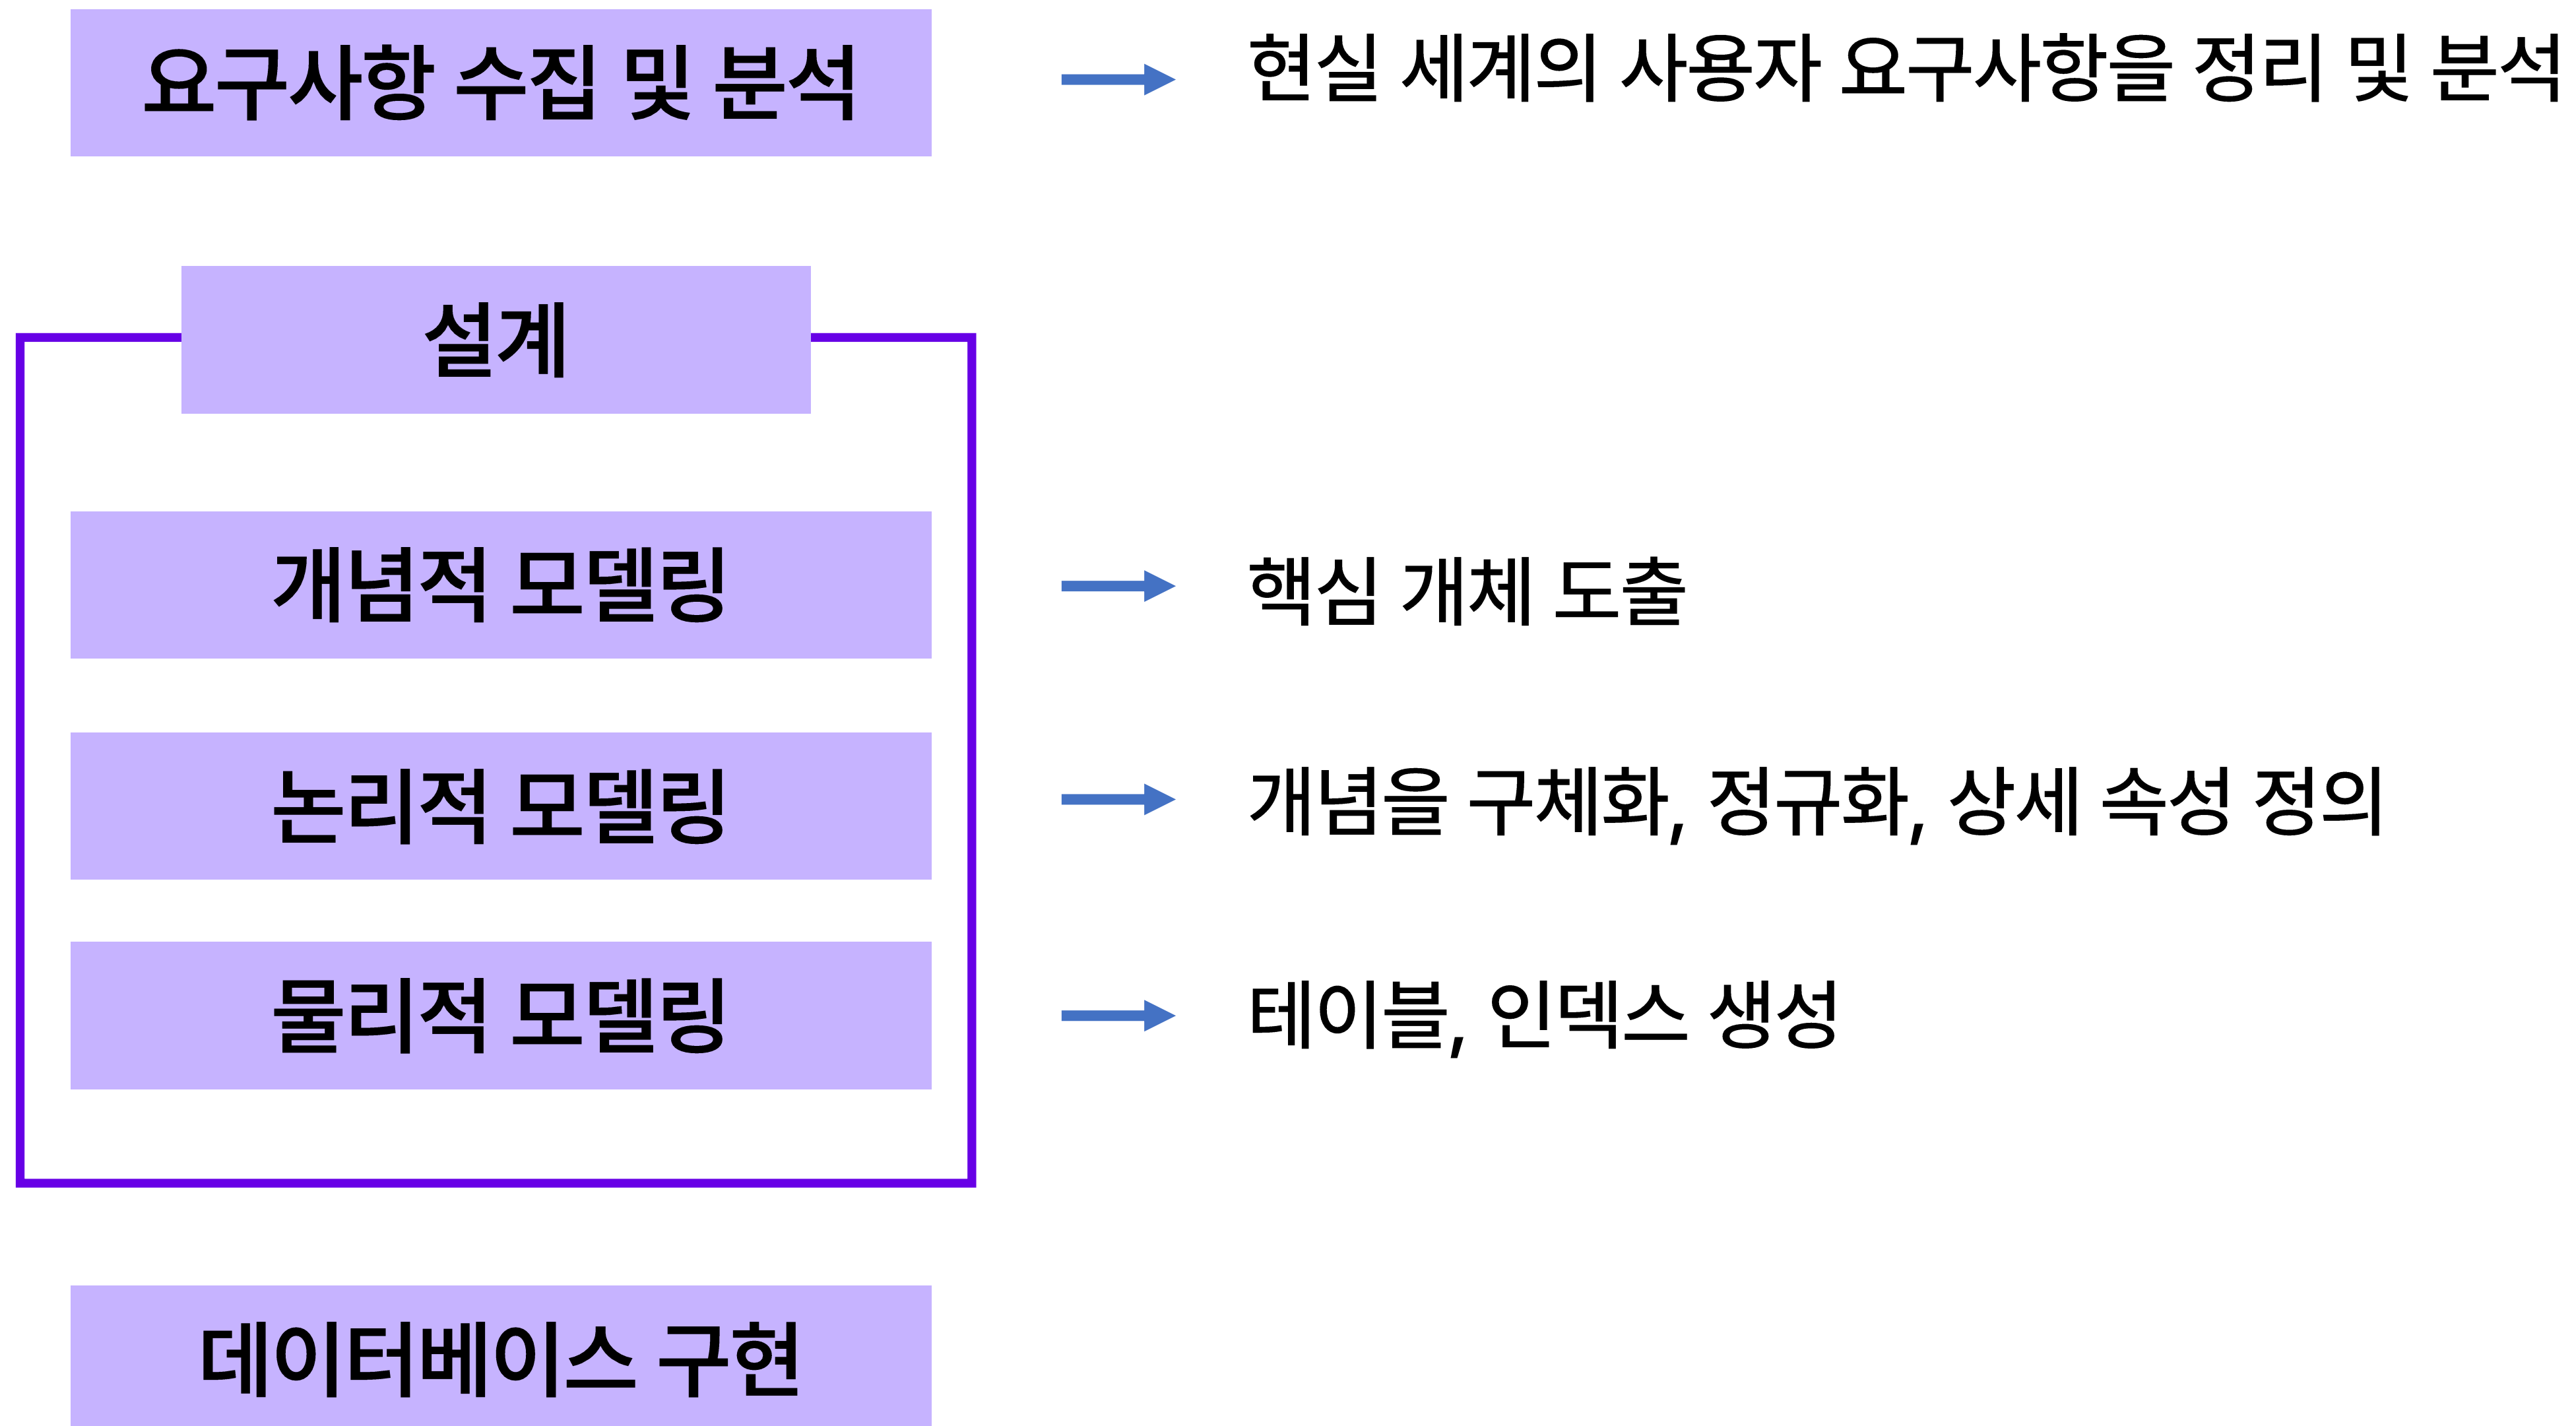 요구사항 수집 및 분석
현실 세계의 사용자 요구사항을 정리 및 분석
설계
개념적 모델링
핵심 개체 도출
논리적 모델링
개념을 구체화, 정규화, 상세 속성 정의
물리적 모델링
테이블, 인덱스 생성
데이터베이스 구현